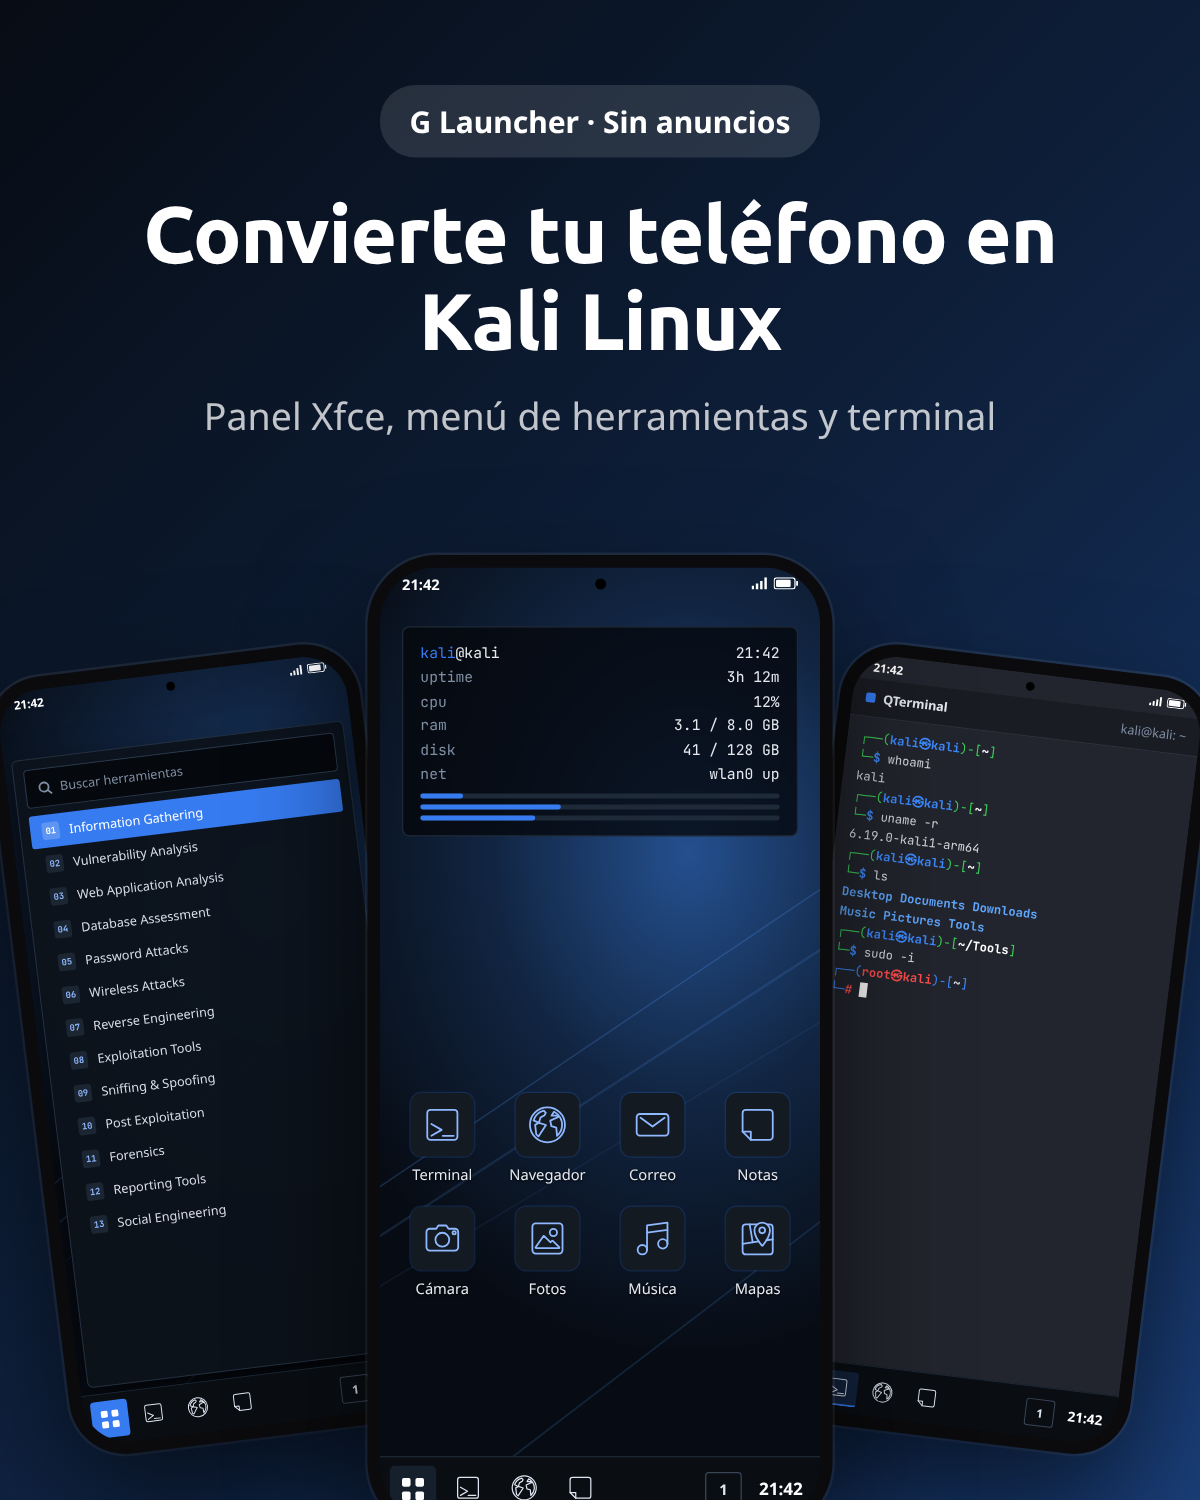 G Launcher · Sin anuncios
Convierte tu teléfono en
Kali Linux
Panel Xfce, menú de herramientas y terminal
21:42
Buscar herramientas
01 Information Gathering
02 Vulnerability Analysis
03 Web Application Analysis
04 Database Assessment
05 Password Attacks
06 Wireless Attacks
07 Reverse Engineering
08 Exploitation Tools
09 Sniffing & Spoofing
10 Post Exploitation
11 Forensics
12 Reporting Tools
13 Social Engineering
1
21:42
kali@kali 21:42
uptime 3h 12m
cpu 12%
ram 3.1 / 8.0 GB
disk 41 / 128 GB
net wlan0 up
Terminal Navegador Correo Notas
Cámara Fotos Música Mapas
1 21:42
21:42
QTerminal kali@kali: ~
┌──(kali㉿kali)-[~]
└─$ whoami
kali
┌──(kali㉿kali)-[~]
└─$ uname -r
6.19.0-kali1-arm64
┌──(kali㉿kali)-[~]
└─$ ls
Desktop Documents Downloads
Music Pictures Tools
┌──(kali㉿kali)-[~/Tools]
└─$ sudo -i
┌──(root㉿kali)-[~]
└─#
1 21:42